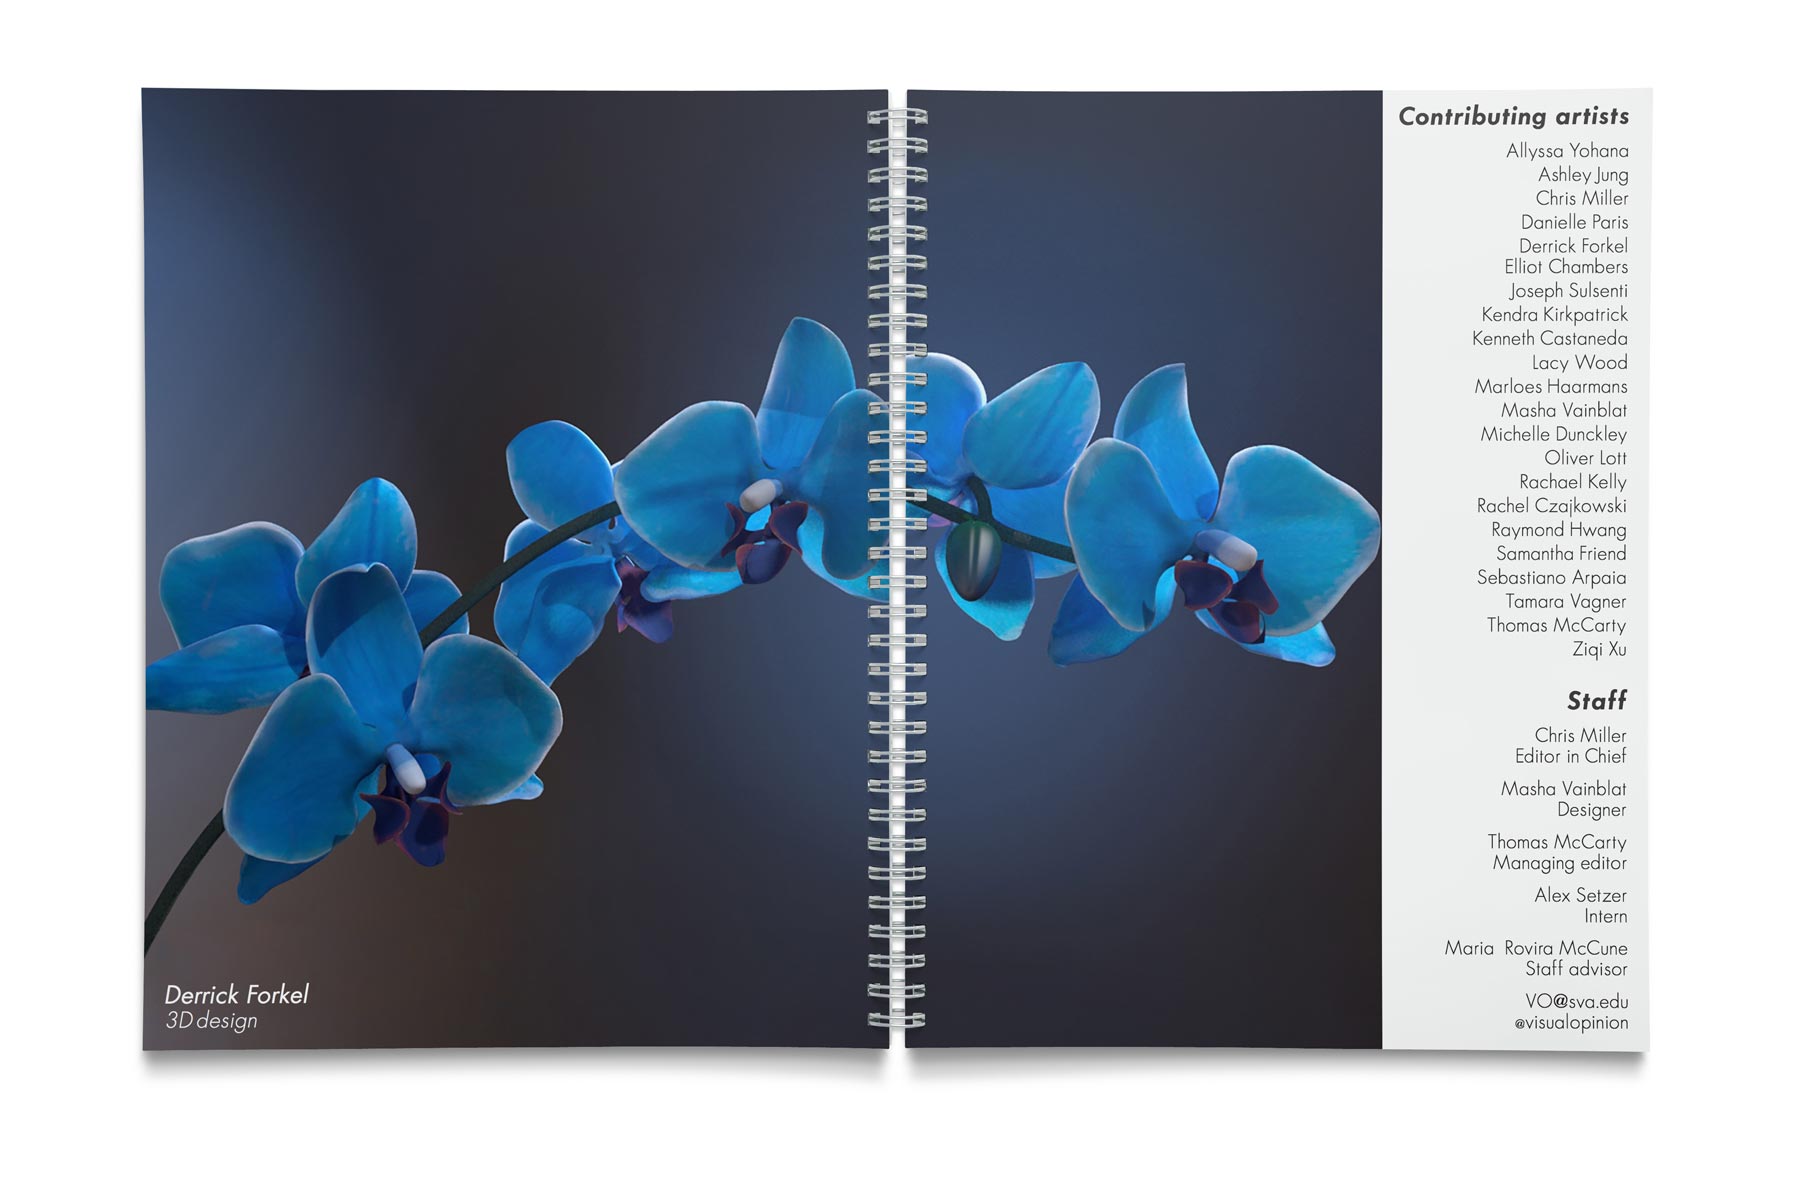 Derrick Forkel
3D design
Contributing artists
Allyssa Yohana
Ashley Jung
Chris Miller
Danielle Paris
Derrick Forkel
Elliot Chambers
Joseph Sulsenti
Kendra Kirkpatrick
Kenneth Castaneda
Lacy Wood
Marloes Haarmans
Masha Vainblat
Michelle Dunckley
Oliver Lott
Rachael Kelly
Rachel Czajkowski
Raymond Hwang
Samantha Friend
Sebastiano Arpaia
Tamara Vagner
Thomas McCarty
Ziqi Xu
Staff
Chris Miller
Editor in Chief
Masha Vainblat
Designer
Thomas McCarty
Managing editor
Alex Setzer
Intern
Maria Rovira McCune
Staff advisor
VO@sva.edu
@visualopinion